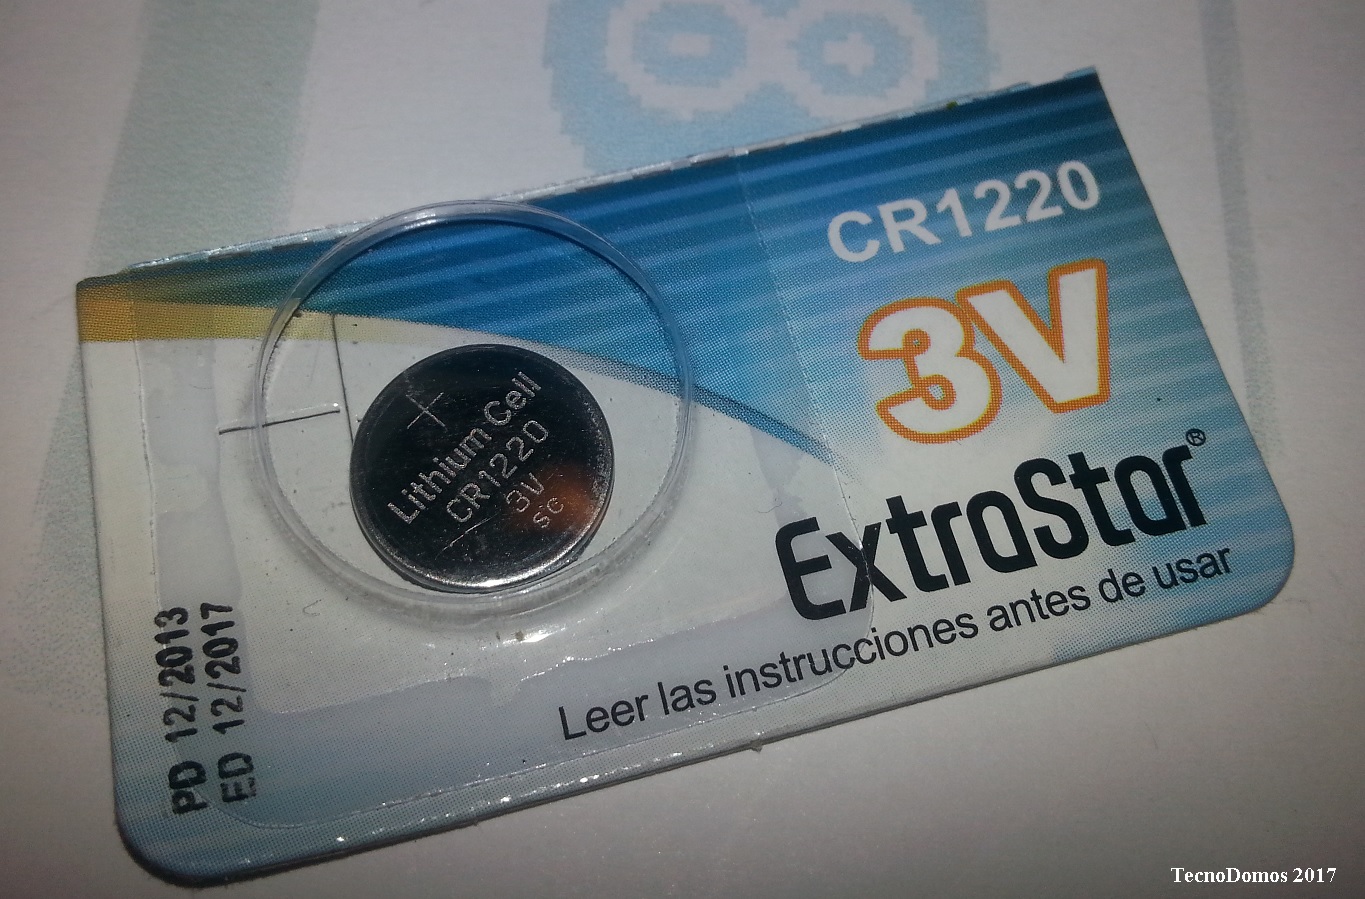 CR1220
3V
ExtraStar®
Leer las instrucciones antes de usar
+
Lithium Cell
CR1220
3V
SC
PD 12/2013
ED 12/2017
TecnoDomos 2017